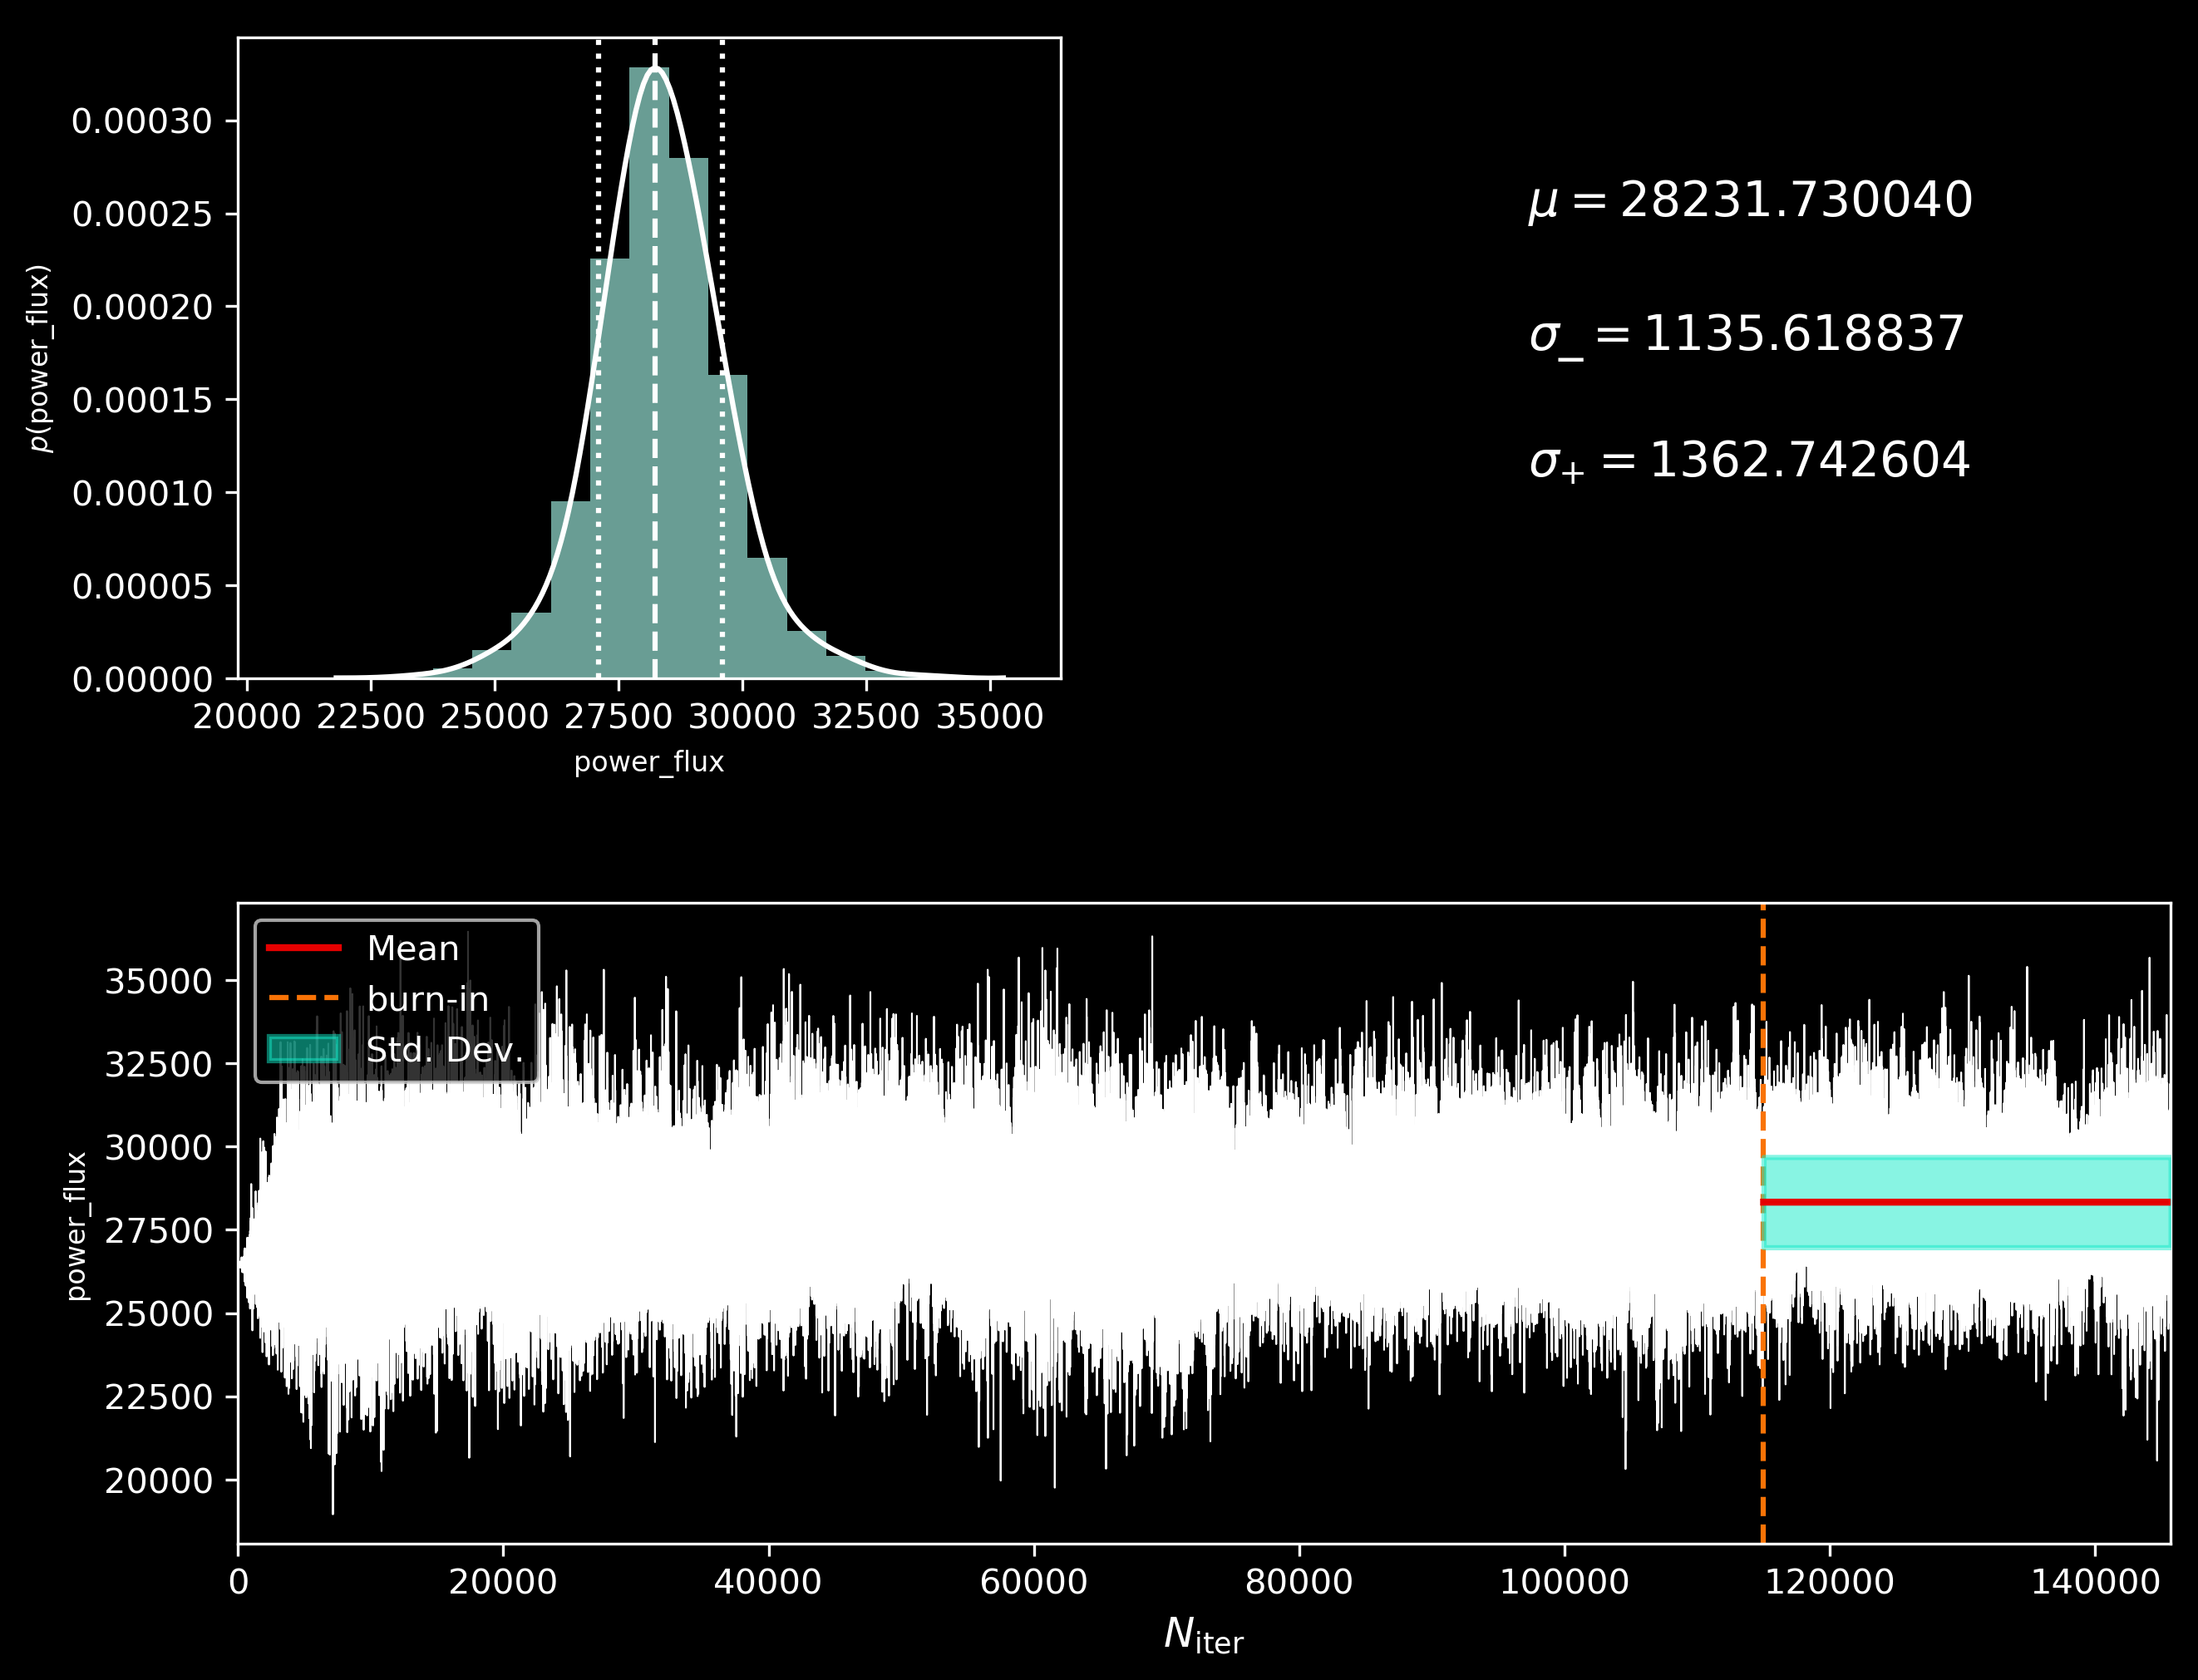 0.00030
0.00025
0.00020
0.00015
0.00010
0.00005
0.00000
p(power_flux)
20000 22500 25000 27500 30000 32500 35000
power_flux
μ = 28231.730040
σ_ = 1135.618837
σ+ = 1362.742604
Mean
burn-in
Std. Dev.
35000
32500
30000
27500
25000
22500
20000
power_flux
0 20000 40000 60000 80000 100000 120000 140000
Niter